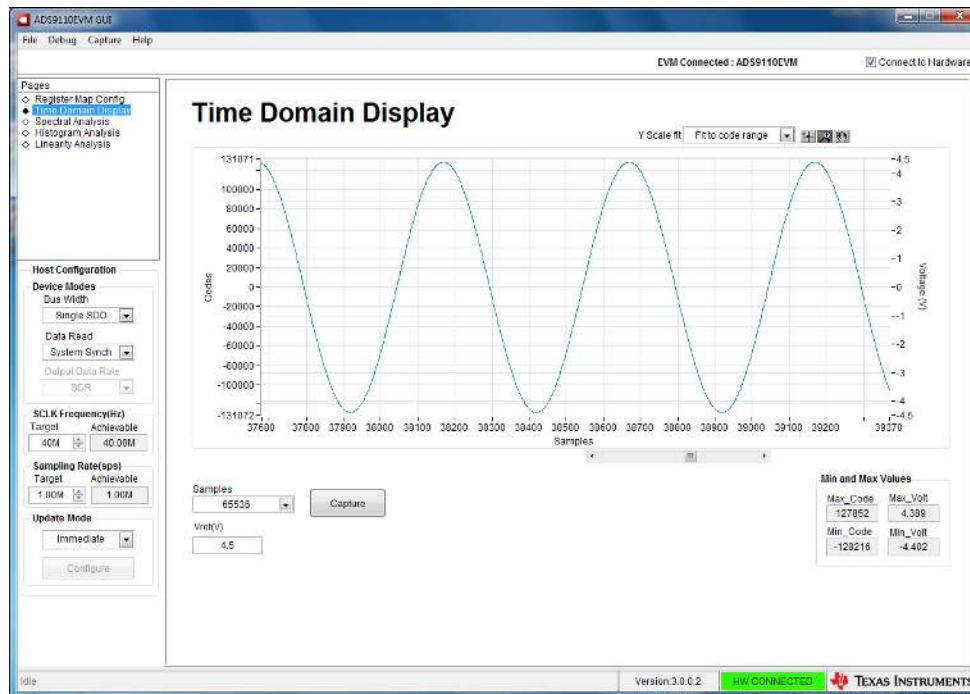 ADS9110EVM GUI
File Debug Capture Help
EVM Connected : ADS9110EVM
Connect to Hardware
Pages
Register Map Config
Time Domain Display
Spectral Analysis
Histogram Analysis
Linearity Analysis
Time Domain Display
Y Scale fit Fit to code range
131071
100000
80000
60000
40000
20000
0
-20000
-40000
-60000
-80000
-100000
-131072
Codes
-4.5
-4
-3
-2
-1
-0
--1
--2
--3
--4
--4.5
Voltage (V)
37600 37800 37900 38000 38100 38200 38300 38400 38500 38600 38700 38800 38900 39000 39100 39200 39370
Samples
Host Configuration
Device Modes
Bus Width
Single SDO
Data Read
System Synch
Output Data Rate
SDR
SCLK Frequency(Hz)
Target Achievable
40M 40.00M
Sampling Rate(sps)
Target Achievable
1.00M 1.00M
Update Mode
Immediate
Configure
Samples
65536
Capture
Vref(V)
4.5
Min and Max Values
Max_Code Max_Volt
127852 4.389
Min_Code Min_Volt
-128216 -4.402
Idle
Version:3.0.0.2
HW CONNECTED
TEXAS INSTRUMENTS